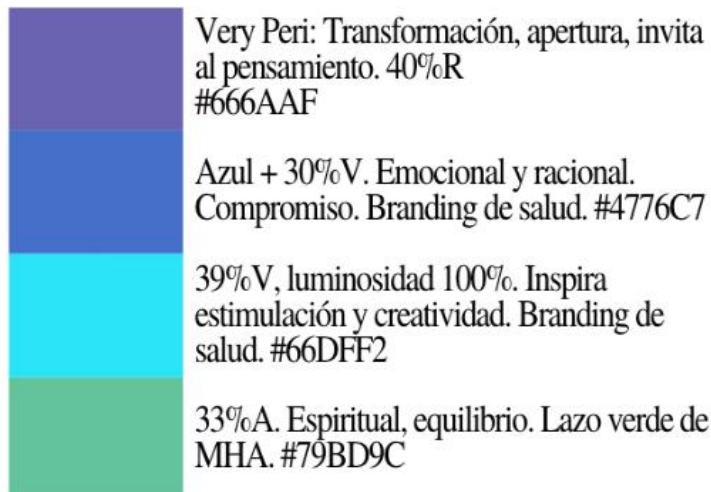 Very Peri: Transformación, apertura, invita
al pensamiento. 40%R
#666AAF
Azul + 30%V. Emocional y racional.
Compromiso. Branding de salud. #4776C7
39%V, luminosidad 100%. Inspira
estimulación y creatividad. Branding de
salud. #66DFF2
33%A. Espiritual, equilibrio. Lazo verde de
MHA. #79BD9C